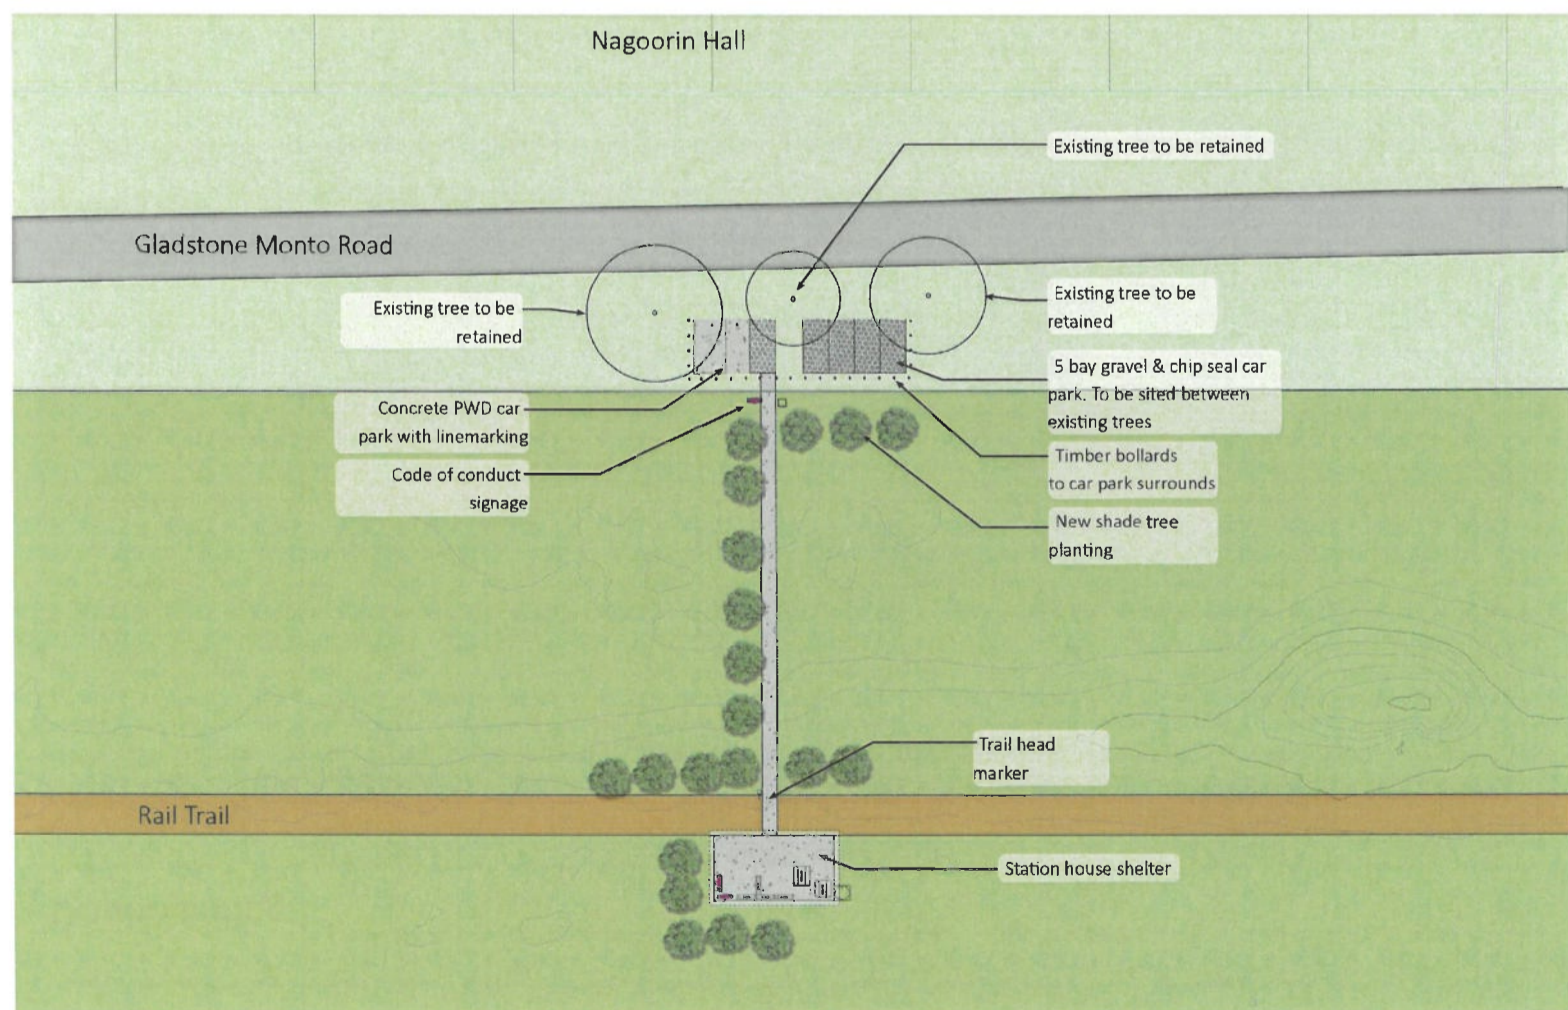 Nagoorin Hall
Existing tree to be retained
Gladstone Monto Road
Existing tree to be
retained
Existing tree to be
retained
5 bay gravel & chip seal car
park. To be sited between
existing trees
Concrete PWD car
park with linemarking
Timber bollards
to car park surrounds
Code of conduct
signage
New shade tree
planting
Trail head
marker
Rail Trail
Station house shelter